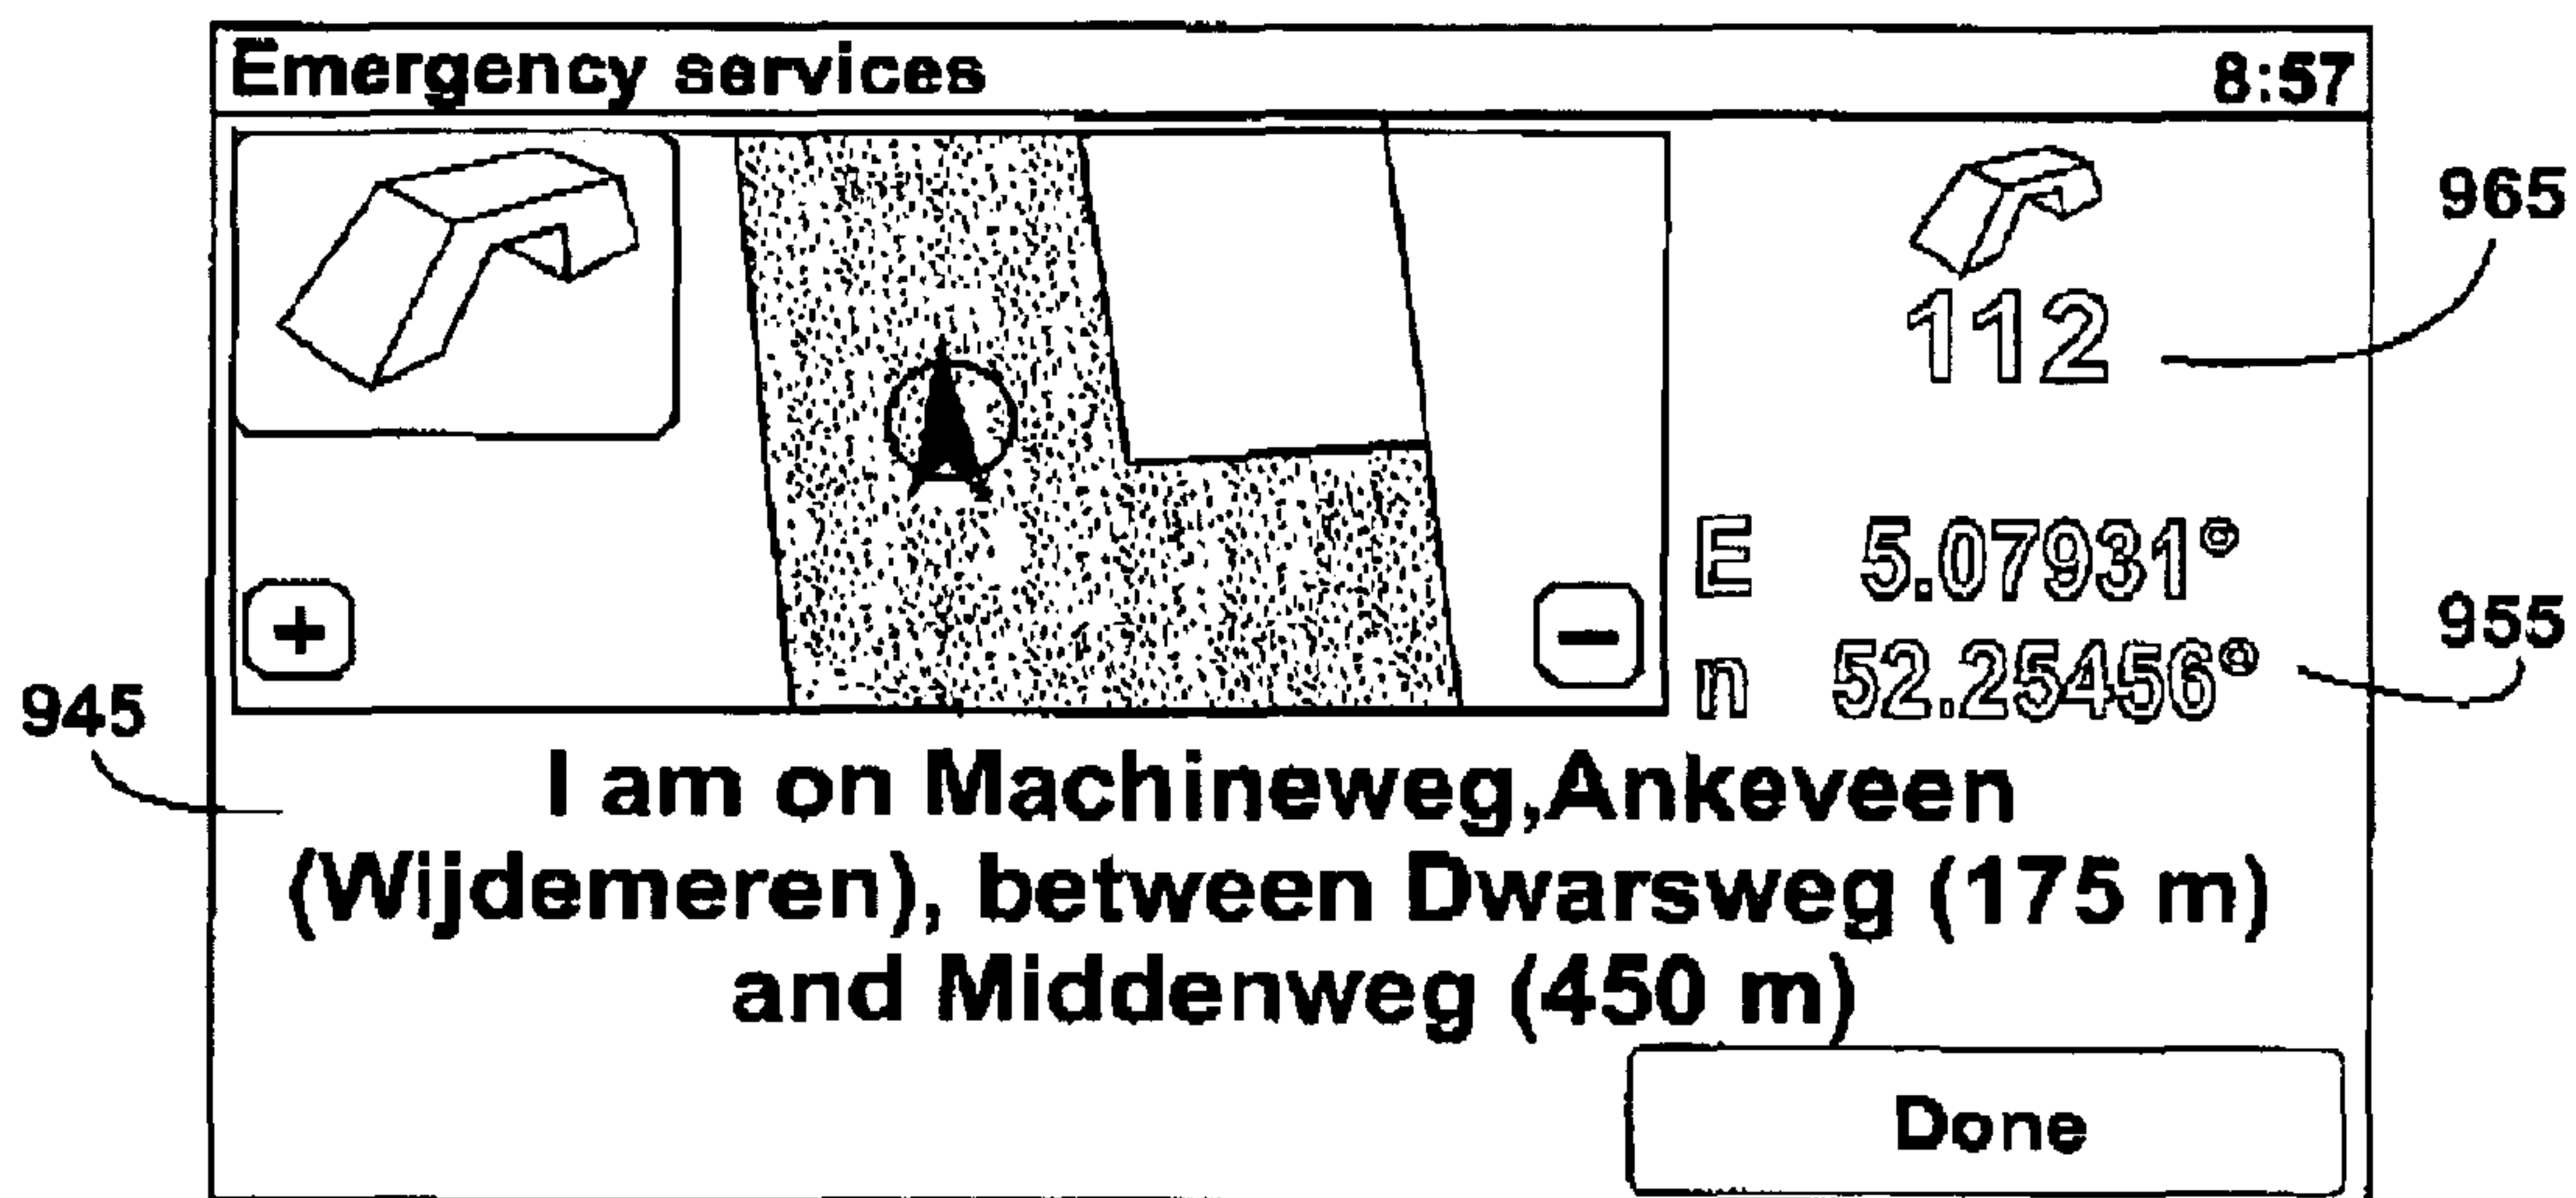 Emergency services 8:57
965
112
E 5.07931°
955
n 52.25456°
945
+
-
I am on Machineweg,Ankeveen
(Wijdemeren), between Dwarsweg (175 m)
and Middenweg (450 m)
Done